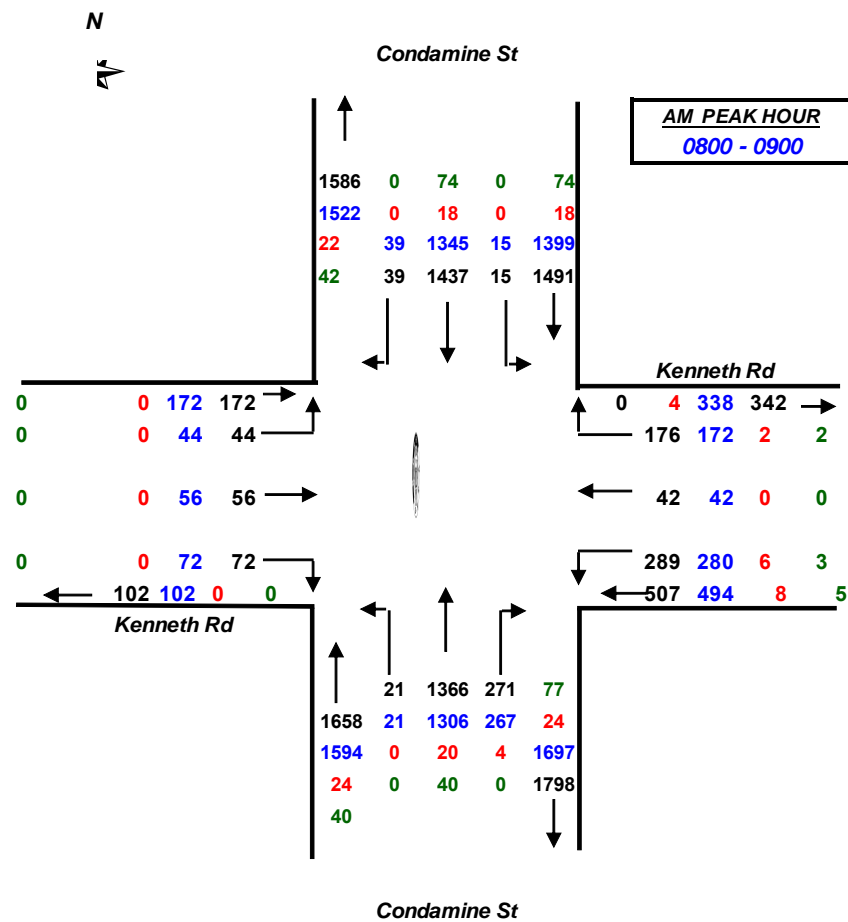 N
Condamine St
AM PEAK HOUR
0800 - 0900
1586 0 74 0 74
1522 0 18 0 18
22 39 1345 15 1399
42 39 1437 15 1491
Kenneth Rd
0 0 172 172
0 4 338 342
0 0 44 44
176 172 2 2
0 0 56 56
42 42 0 0
0 0 72 72
289 280 6 3
102 102 0 0
507 494 8 5
Kenneth Rd
21 1366 271 77
1658 21 1306 267 24
1594 0 20 4 1697
24 0 40 0 1798
40
Condamine St